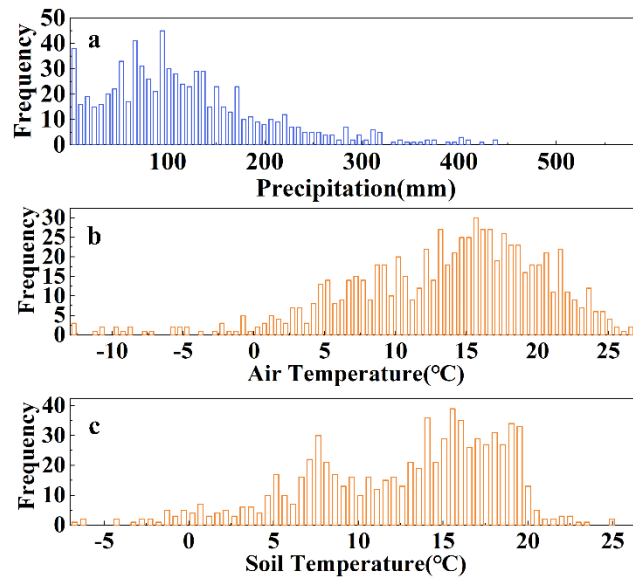 a
Frequency
50
40
30
20
10
0
100 200 300 400 500
Precipitation(mm)
b
Frequency
30
25
20
15
10
5
0
-10 -5 0 5 10 15 20 25
Air Temperature(°C)
c
Frequency
40
30
20
10
0
-5 0 5 10 15 20 25
Soil Temperature(°C)